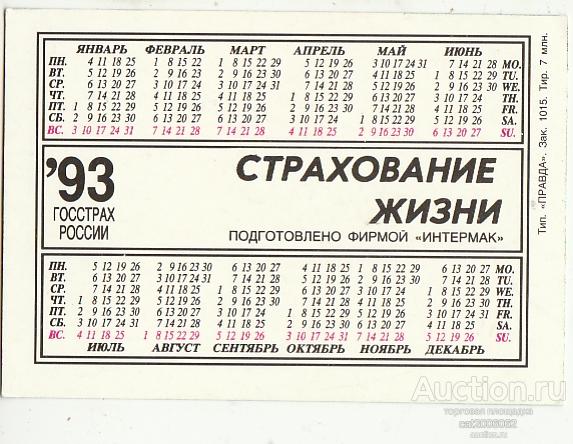 ЯНВАРЬ ФЕВРАЛЬ МАРТ АПРЕЛЬ МАЙ ИЮНЬ
ПН. 4 11 18 25 1 8 15 22 1 8 15 22 29 5 12 19 26 3 10 17 24 31 7 14 21 28 MO.
ВТ. 5 12 19 26 2 9 16 23 2 9 16 23 30 6 13 20 27 4 11 18 25 1 8 15 22 29 TU.
СР. 6 13 20 27 3 10 17 24 3 10 17 24 31 7 14 21 28 5 12 19 26 2 9 16 23 30 WE.
ЧТ. 7 14 21 28 4 11 18 25 4 11 18 25 1 8 15 22 29 6 13 20 27 3 10 17 24 TH.
ПТ. 1 8 15 22 29 5 12 19 26 5 12 19 26 2 9 16 23 30 7 14 21 28 4 11 18 25 FR.
СБ. 2 9 16 23 30 6 13 20 27 6 13 20 27 3 10 17 24 1 8 15 22 29 5 12 19 26 SA.
ВС. 3 10 17 24 31 7 14 21 28 7 14 21 28 4 11 18 25 2 9 16 23 30 6 13 20 27 SU.
'93
ГОССТРАХ
РОССИИ
СТРАХОВАНИЕ
ЖИЗНИ
ПОДГОТОВЛЕНО ФИРМОЙ «ИНТЕРМАК»
ПН. 5 12 19 26 2 9 16 23 30 6 13 20 27 4 11 18 25 1 8 15 22 29 6 13 20 27 MO.
ВТ. 6 13 20 27 3 10 17 24 31 7 14 21 28 5 12 19 26 2 9 16 23 30 7 14 21 28 TU.
СР. 7 14 21 28 4 11 18 25 1 8 15 22 29 6 13 20 27 3 10 17 24 1 8 15 22 29 WE.
ЧТ. 1 8 15 22 29 5 12 19 26 2 9 16 23 30 7 14 21 28 4 11 18 25 2 9 16 23 30 TH.
ПТ. 2 9 16 23 30 6 13 20 27 3 10 17 24 1 8 15 22 29 5 12 19 26 3 10 17 24 31 FR.
СБ. 3 10 17 24 31 7 14 21 28 4 11 18 25 2 9 16 23 30 6 13 20 27 4 11 18 25 SA.
ВС. 4 11 18 25 1 8 15 22 29 5 12 19 26 3 10 17 24 31 7 14 21 28 5 12 19 26 SU.
ИЮЛЬ АВГУСТ СЕНТЯБРЬ ОКТЯБРЬ НОЯБРЬ ДЕКАБРЬ
Тип. «ПРАВДА». Зак. 1015. Тир. 7 млн.
Auction.ru
торговая площадка
cat3006062
auction.ru